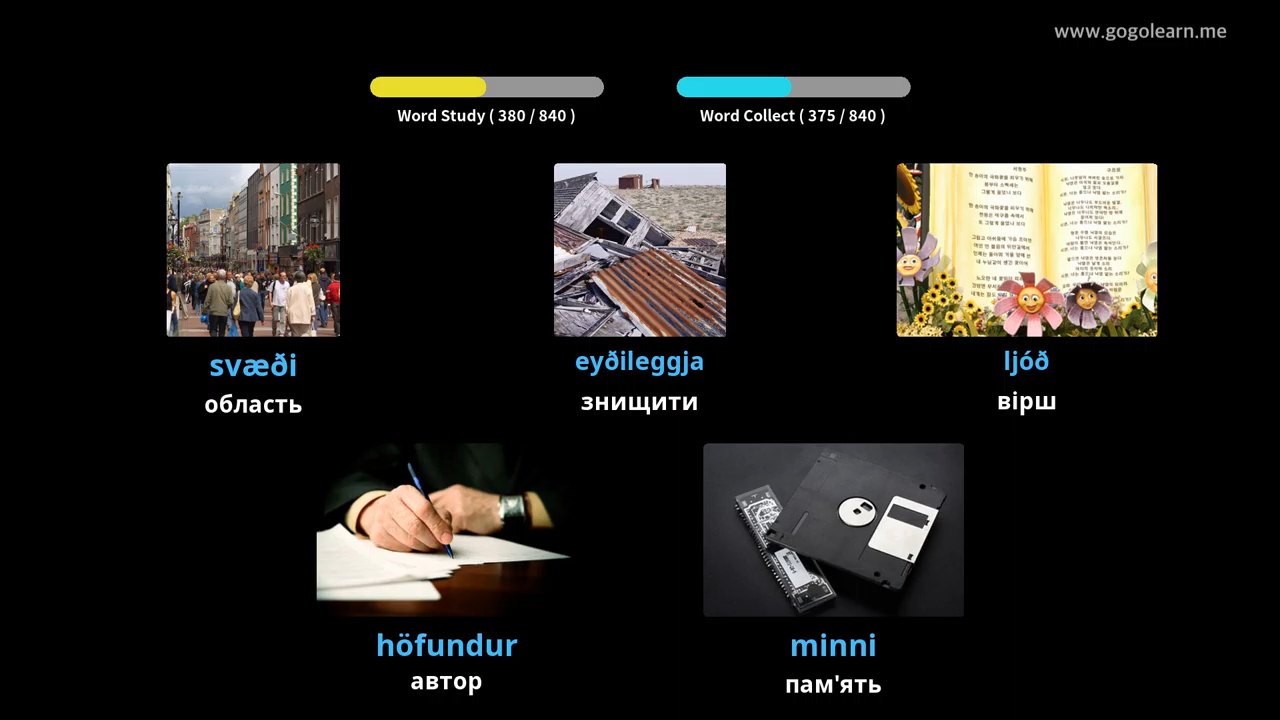 www.gogolearn.me
Word Study ( 380 / 840 )
Word Collect ( 375 / 840 )
svæði
область
eyðileggja
знищити
ljóð
вірш
höfundur
автор
minni
пам'ять